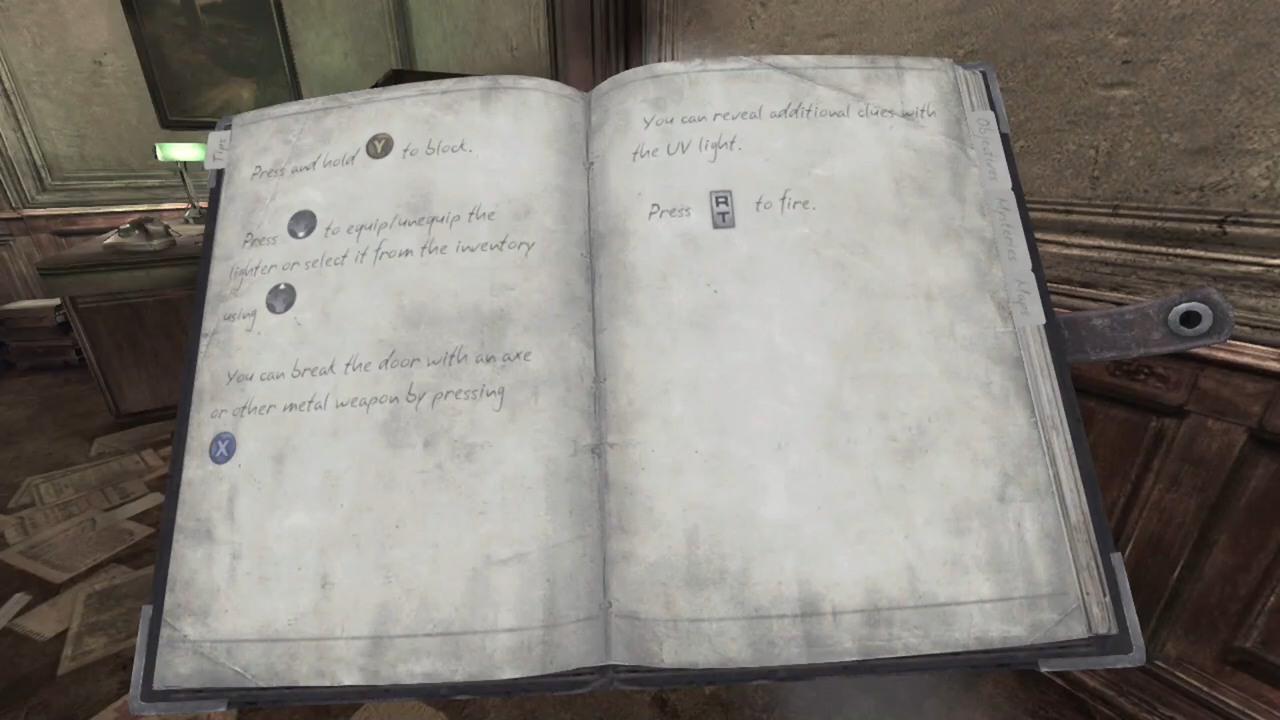 Tips
Press and hold Y to block.
Press to equip/unequip the
lighter or select it from the inventory
using
You can break the door with an axe
or other metal weapon by pressing
X
You can reveal additional clues with
the UV light.
Press RT to fire.
Objectives
Mysteries
Maps